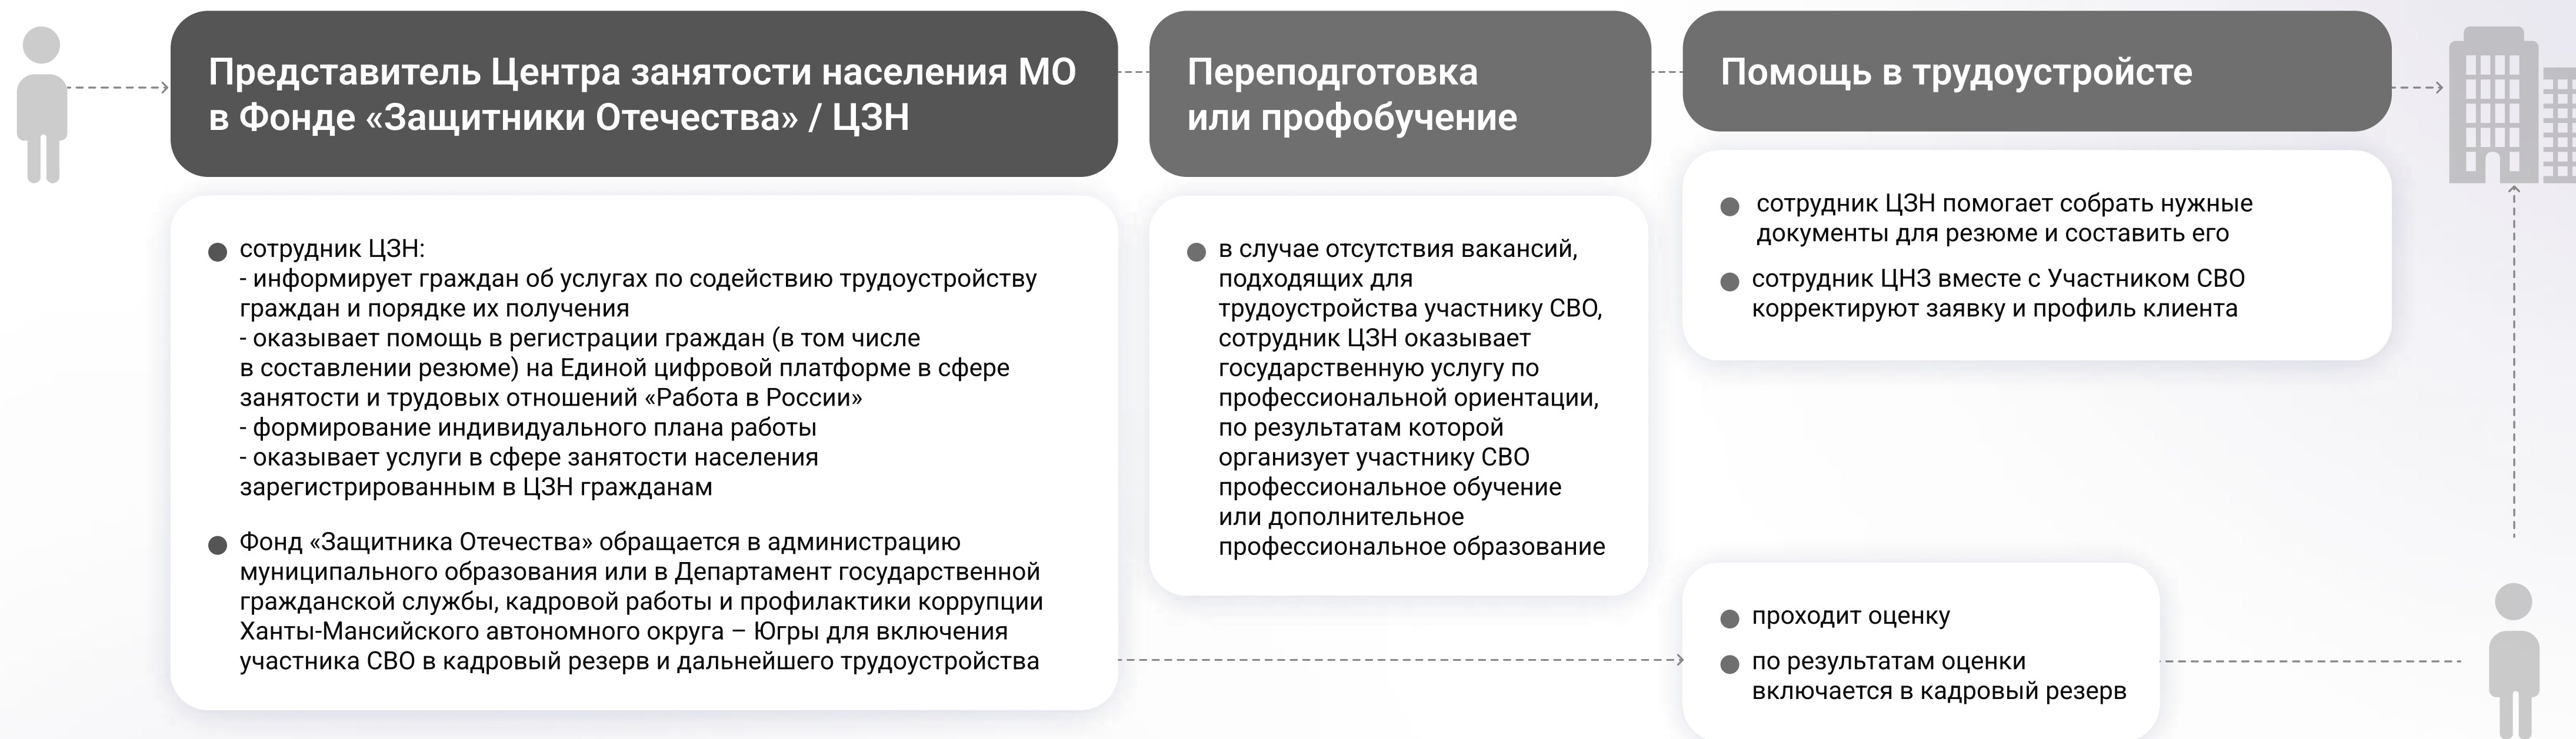 Представитель Центра занятости населения МО
в Фонде «Защитники Отечества» / ЦЗН
сотрудник ЦЗН:
- информирует граждан об услугах по содействию трудоустройству
граждан и порядке их получения
- оказывает помощь в регистрации граждан (в том числе
в составлении резюме) на Единой цифровой платформе в сфере
занятости и трудовых отношений «Работа в России»
- формирование индивидуального плана работы
- оказывает услуги в сфере занятости населения
зарегистрированным в ЦЗН гражданам
Фонд «Защитника Отечества» обращается в администрацию
муниципального образования или в Департамент государственной
гражданской службы, кадровой работы и профилактики коррупции
Ханты-Мансийского автономного округа – Югры для включения
участника СВО в кадровый резерв и дальнейшего трудоустройства
Переподготовка
или профобучение
в случае отсутствия вакансий,
подходящих для
трудоустройства участнику СВО,
сотрудник ЦЗН оказывает
государственную услугу по
профессиональной ориентации,
по результатам которой
организует участнику СВО
профессиональное обучение
или дополнительное
профессиональное образование
Помощь в трудоустройсте
сотрудник ЦЗН помогает собрать нужные
документы для резюме и составить его
сотрудник ЦНЗ вместе с Участником СВО
корректируют заявку и профиль клиента
проходит оценку
по результатам оценки
включается в кадровый резерв